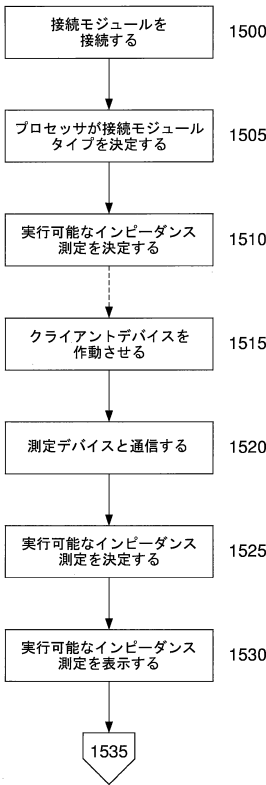 接続モジュールを
接続する
1500
プロセッサが接続モジュール
タイプを決定する
1505
実行可能なインピーダンス
測定を決定する
1510
クライアントデバイスを
作動させる
1515
測定デバイスと通信する
1520
実行可能なインピーダンス
測定を決定する
1525
実行可能なインピーダンス
測定を表示する
1530
1535